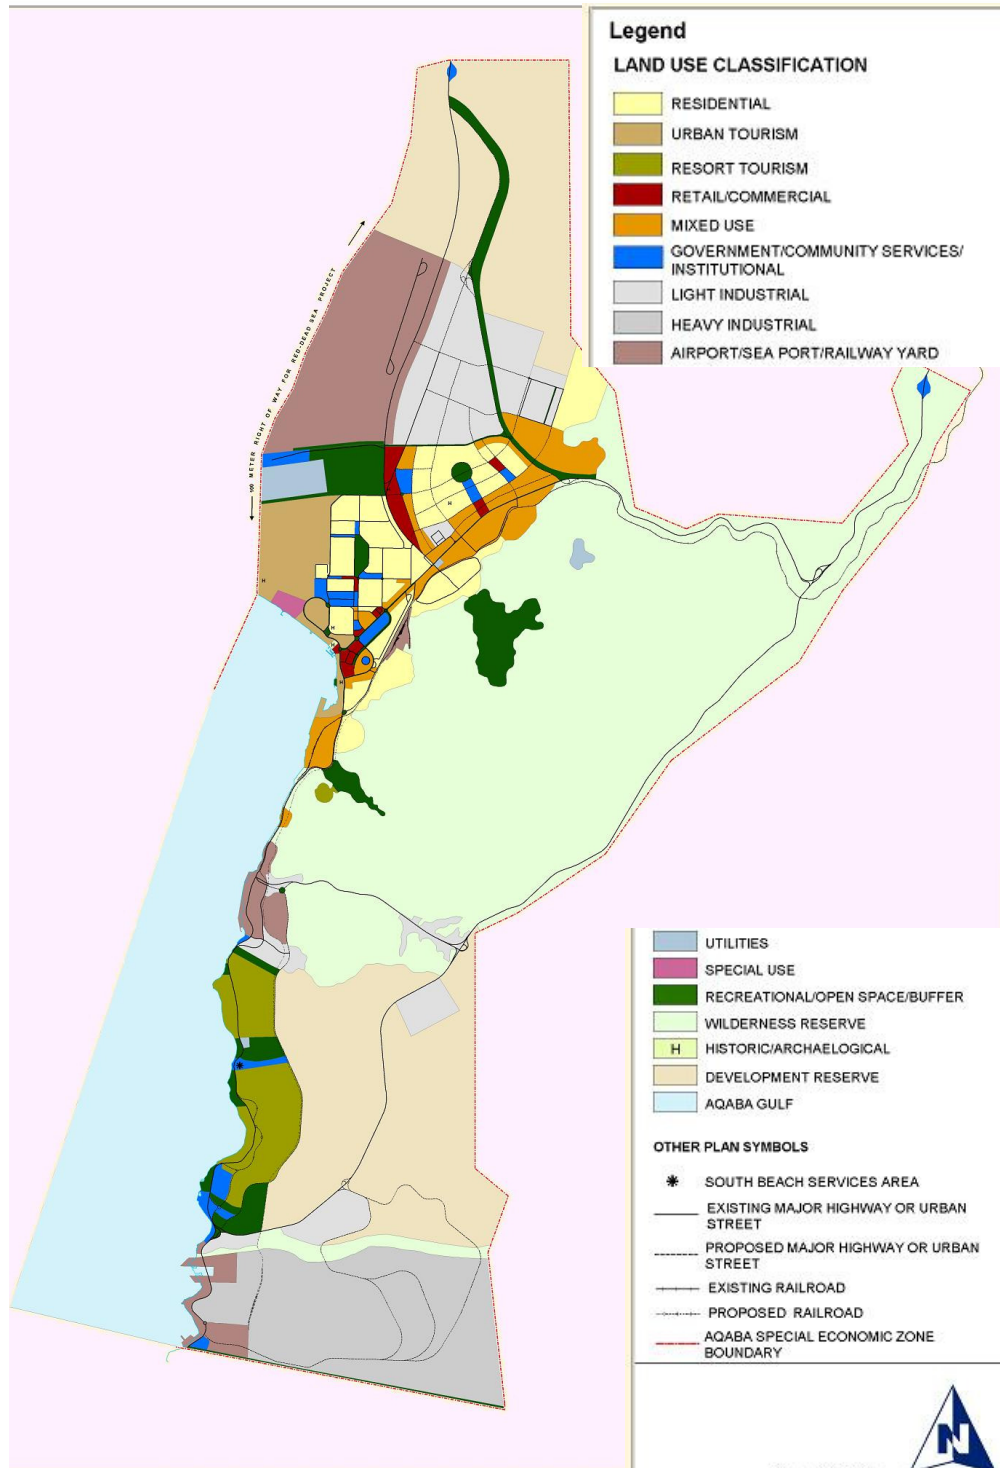 Legend
LAND USE CLASSIFICATION
RESIDENTIAL
URBAN TOURISM
RESORT TOURISM
RETAIL/COMMERCIAL
MIXED USE
GOVERNMENT/COMMUNITY SERVICES/
INSTITUTIONAL
LIGHT INDUSTRIAL
HEAVY INDUSTRIAL
AIRPORT/SEA PORT/RAILWAY YARD
100 METER RIGHT OF WAY FOR RED-DEAD SEA PROJECT
H
H
H
H
H
UTILITIES
SPECIAL USE
RECREATIONAL/OPEN SPACE/BUFFER
WILDERNESS RESERVE
H HISTORIC/ARCHAELOGICAL
DEVELOPMENT RESERVE
AQABA GULF
OTHER PLAN SYMBOLS
SOUTH BEACH SERVICES AREA
EXISTING MAJOR HIGHWAY OR URBAN
STREET
PROPOSED MAJOR HIGHWAY OR URBAN
STREET
EXISTING RAILROAD
PROPOSED RAILROAD
AQABA SPECIAL ECONOMIC ZONE
BOUNDARY
N